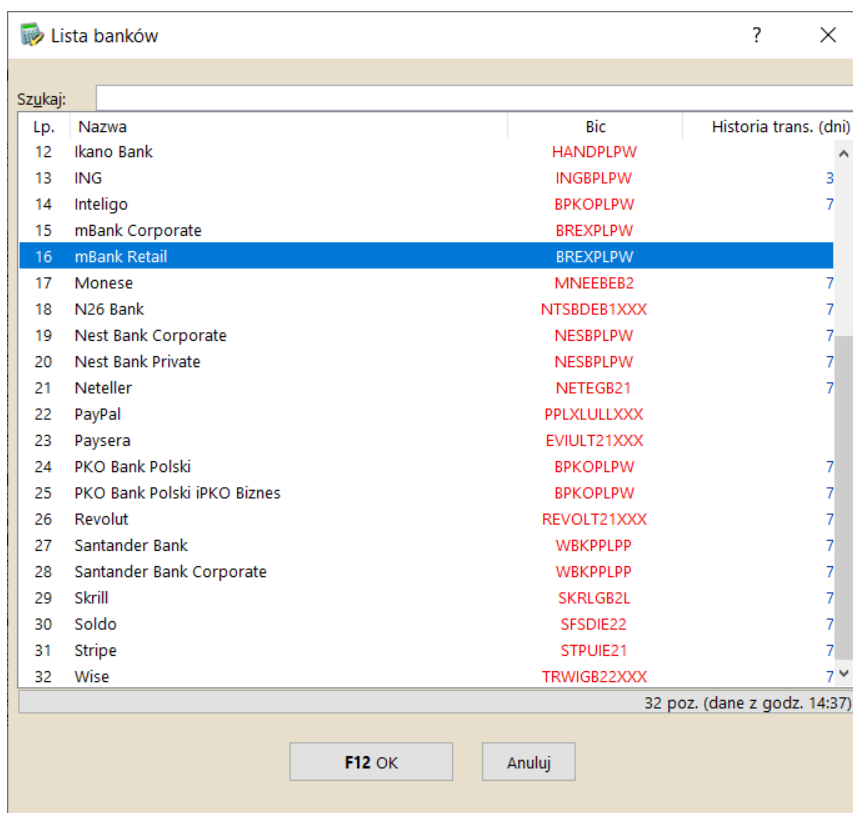 Lista banków ?
Szukaj:
Lp. Nazwa Bic Historia trans. (dni)
12 Ikano Bank HANDPLPW
13 ING INGBPLPW 3
14 Inteligo BPKOPLPW 7
15 mBank Corporate BREXPLPW
16 mBank Retail BREXPLPW
17 Monese MNEEBEB2 7
18 N26 Bank NTSBDEB1XXX 7
19 Nest Bank Corporate NESBPLPW 7
20 Nest Bank Private NESBPLPW 7
21 Neteller NETEGB21 7
22 PayPal PPLXLULLXXX
23 Paysera EVIULT21XXX
24 PKO Bank Polski BPKOPLPW 7
25 PKO Bank Polski iPKO Biznes BPKOPLPW 7
26 Revolut REVOLT21XXX 7
27 Santander Bank WBKPPLPP 7
28 Santander Bank Corporate WBKPPLPP 7
29 Skrill SKRLGB2L 7
30 Soldo SFSDIE22 7
31 Stripe STPUIE21 7
32 Wise TRWIGB22XXX 7
32 poz. (dane z godz. 14:37)
F12 OK Anuluj